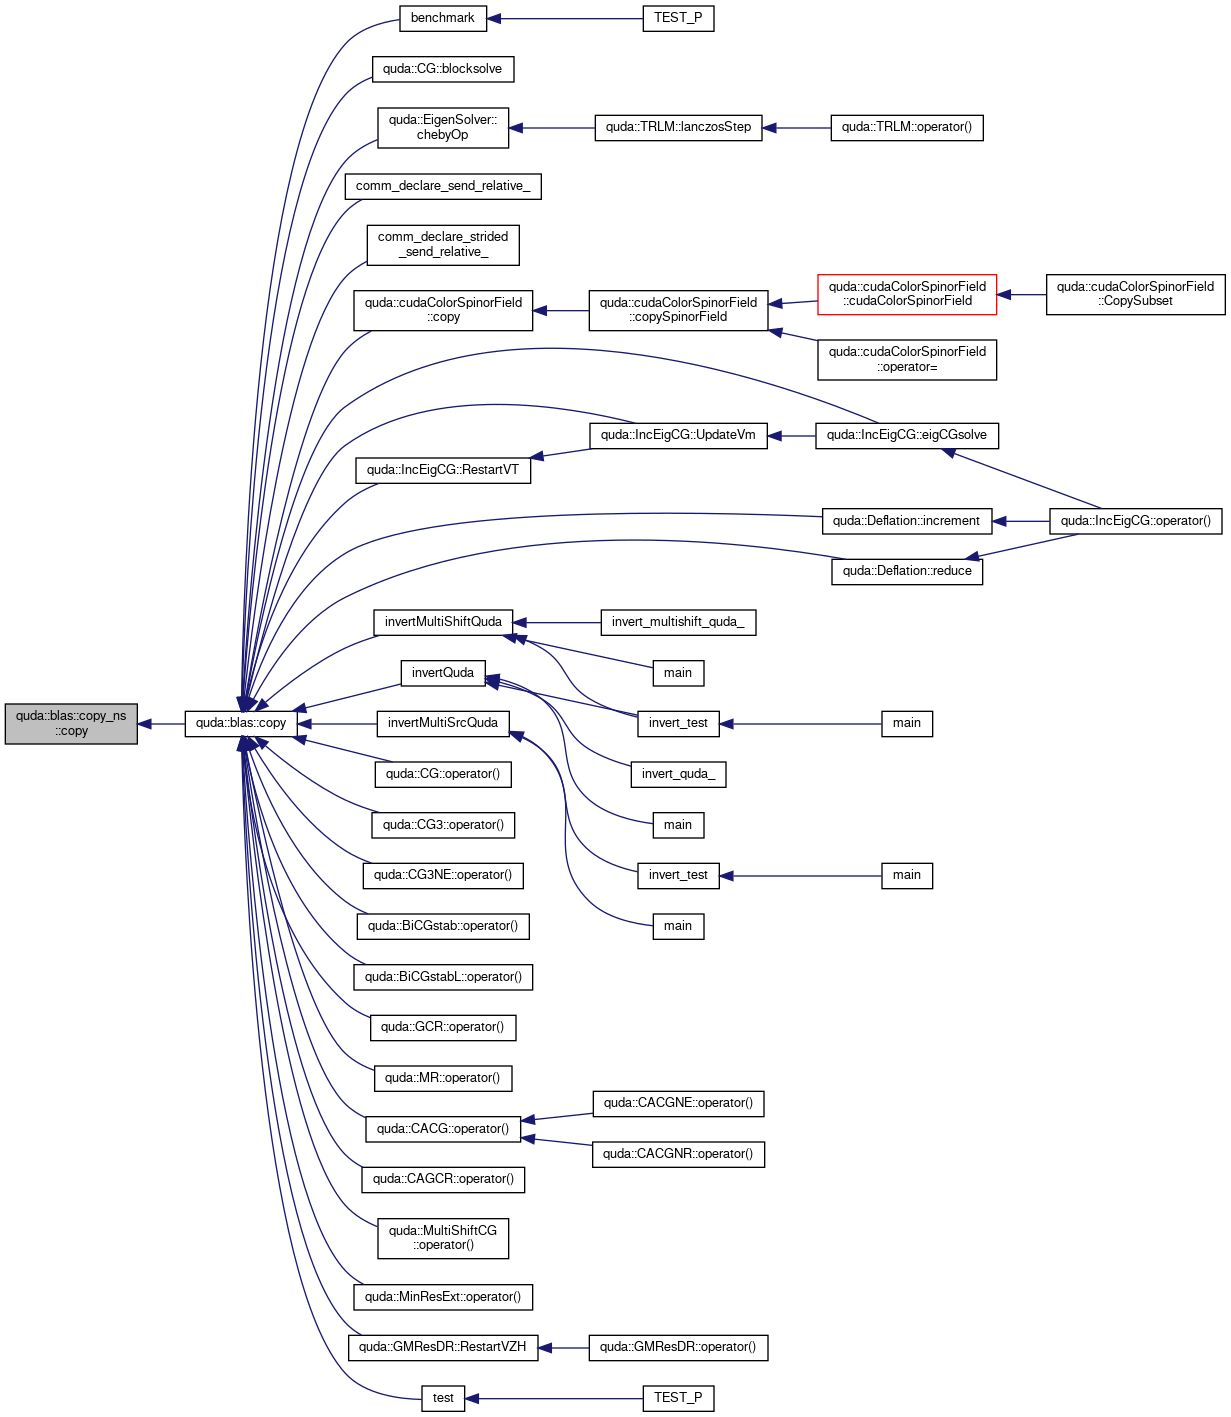 benchmark
TEST_P
quda::CG::blocksolve
quda::EigenSolver::
chebyOp
quda::TRLM::lanczosStep
quda::TRLM::operator()
comm_declare_send_relative_
comm_declare_strided
_send_relative_
quda::cudaColorSpinorField
::copy
quda::cudaColorSpinorField
::copySpinorField
quda::cudaColorSpinorField
::cudaColorSpinorField
quda::cudaColorSpinorField
::CopySubset
quda::cudaColorSpinorField
::operator=
quda::IncEigCG::UpdateVm
quda::IncEigCG::eigCGsolve
quda::IncEigCG::RestartVT
quda::Deflation::increment
quda::IncEigCG::operator()
quda::Deflation::reduce
invertMultiShiftQuda
invert_multishift_quda_
main
invertQuda
quda::blas::copy_ns
::copy
quda::blas::copy
invertMultiSrcQuda
invert_test
main
quda::CG::operator()
invert_quda_
quda::CG3::operator()
main
quda::CG3NE::operator()
invert_test
main
quda::BiCGstab::operator()
main
quda::BiCGstabL::operator()
quda::GCR::operator()
quda::MR::operator()
quda::CACG::operator()
quda::CACGNE::operator()
quda::CACGNR::operator()
quda::CAGCR::operator()
quda::MultiShiftCG
::operator()
quda::MinResExt::operator()
quda::GMResDR::RestartVZH
quda::GMResDR::operator()
test
TEST_P